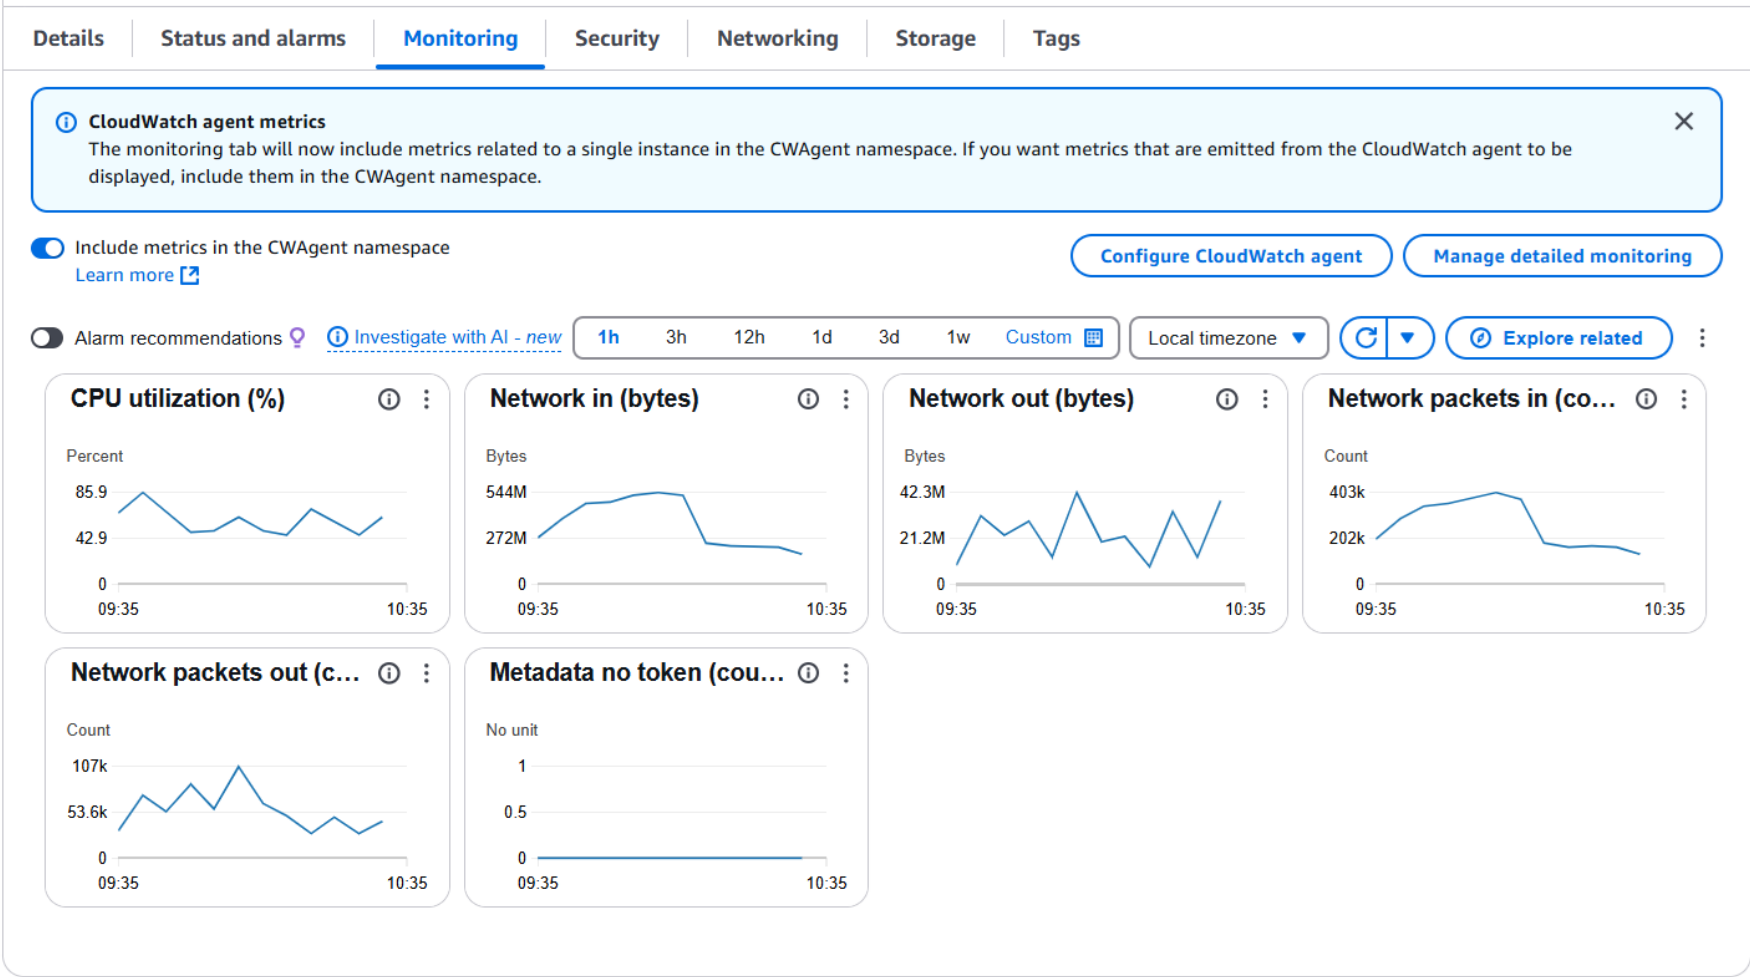 Details
Status and alarms
Monitoring
Security
Networking
Storage
Tags
CloudWatch agent metrics
The monitoring tab will now include metrics related to a single instance in the CWAgent namespace. If you want metrics that are emitted from the CloudWatch agent to be
displayed, include them in the CWAgent namespace.
Include metrics in the CWAgent namespace
Learn more
Configure CloudWatch agent
Manage detailed monitoring
Alarm recommendations
Investigate with AI - new
1h
3h
12h
1d
3d
1w
Custom
Local timezone
Explore related
CPU utilization (%)
Percent
85.9
42.9
0
09:35
10:35
Network in (bytes)
Bytes
544M
272M
0
09:35
10:35
Network out (bytes)
Bytes
42.3M
21.2M
0
09:35
10:35
Network packets in (co...
Count
403k
202k
0
09:35
10:35
Network packets out (c...
Count
107k
53.6k
0
09:35
10:35
Metadata no token (cou...
No unit
1
0.5
0
09:35
10:35